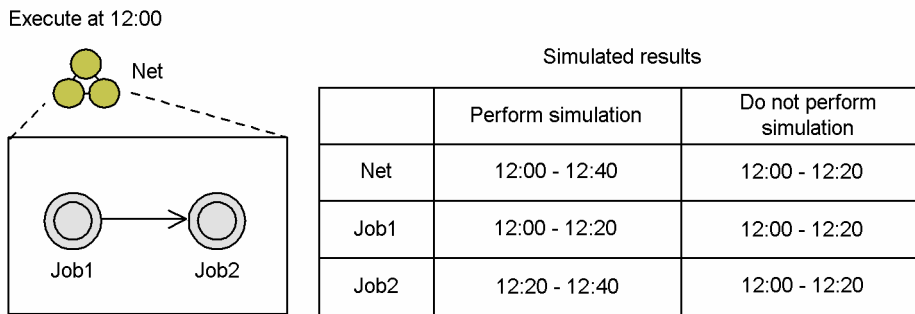 Execute at 12:00
Net
Job1
Job2
Simulated results
Perform simulation
Do not perform
simulation
Net
12:00 - 12:40
12:00 - 12:20
Job1
12:00 - 12:20
12:00 - 12:20
Job2
12:20 - 12:40
12:00 - 12:20